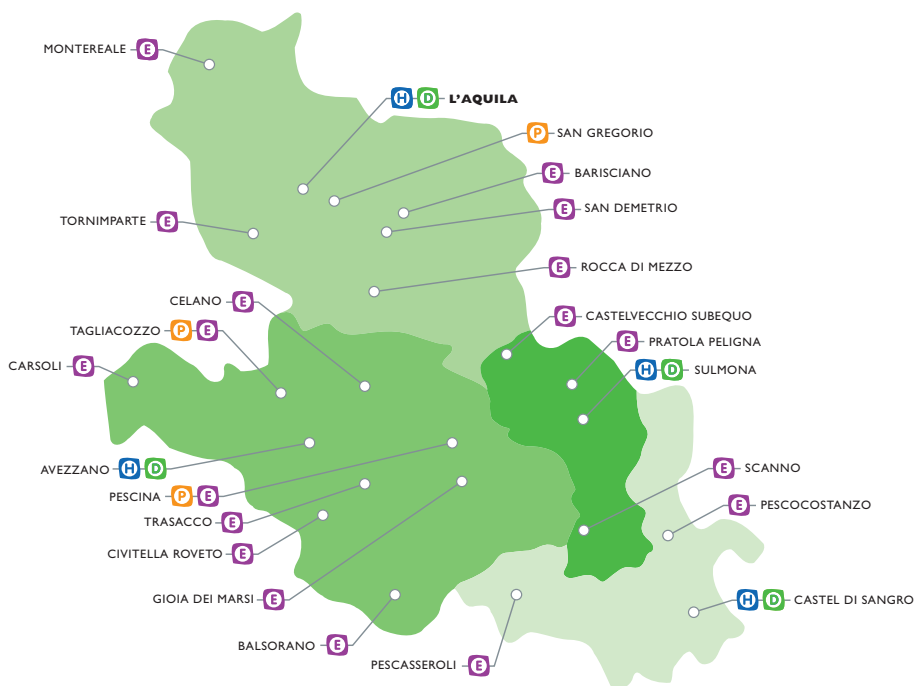 MONTEREALE E
H D L'AQUILA
P SAN GREGORIO
E BARISCIANO
E SAN DEMETRIO
TORNIMPARTE E
E ROCCA DI MEZZO
CELANO E
E CASTELVECCHIO SUBEQUO
TAGLIACOZZO P E
E PRATOLA PELIGNA
CARSOLI E
H D SULMONA
AVEZZANO H D
E SCANNO
PESCINA P E
E PESCOCOSTANZO
TRASACCO E
CIVITELLA ROVETO E
GIOIA DEI MARSI E
H D CASTEL DI SANGRO
BALSORANO E
PESCASSEROLI E